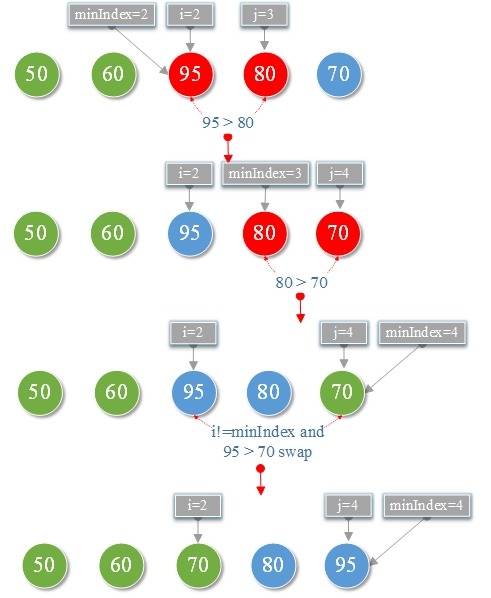 minIndex=2 i=2 j=3
50 60 95 80 70
95 > 80
i=2 minIndex=3 j=4
50 60 95 80 70
80 > 70
i=2 j=4 minIndex=4
50 60 95 80 70
i!=minIndex and
95 > 70 swap
i=2 j=4 minIndex=4
50 60 70 80 95